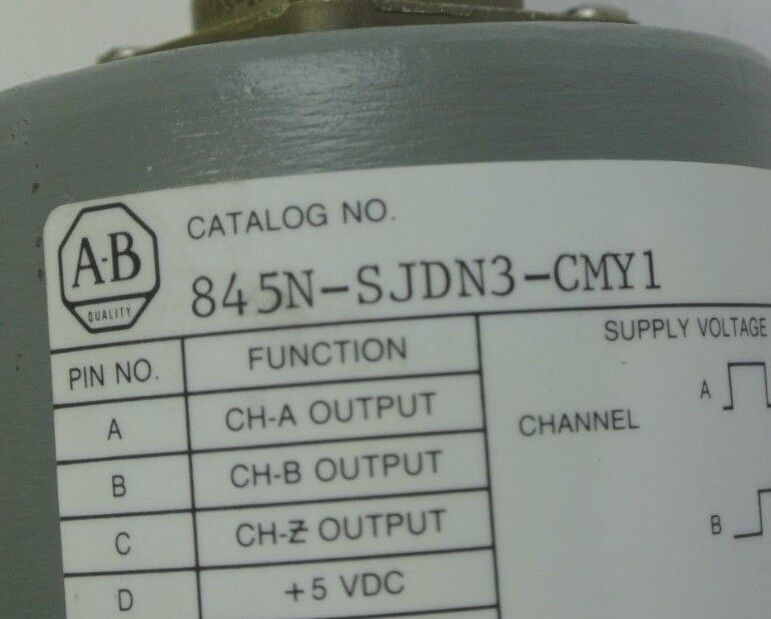 A-B
QUALITY
CATALOG NO.
845N-SJDN3-CMY1
PIN NO. FUNCTION
A CH-A OUTPUT
B CH-B OUTPUT
C CH-Z OUTPUT
D +5 VDC
SUPPLY VOLTAGE
CHANNEL
A
B